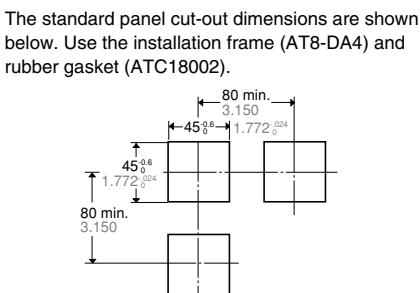 The standard panel cut-out dimensions are shown
below. Use the installation frame (AT8-DA4) and
rubber gasket (ATC18002).
80 min.
3.150
45 -0.6 0
1.772 -.024 0
45 -0.6 0
1.772 -.024 0
80 min.
3.150